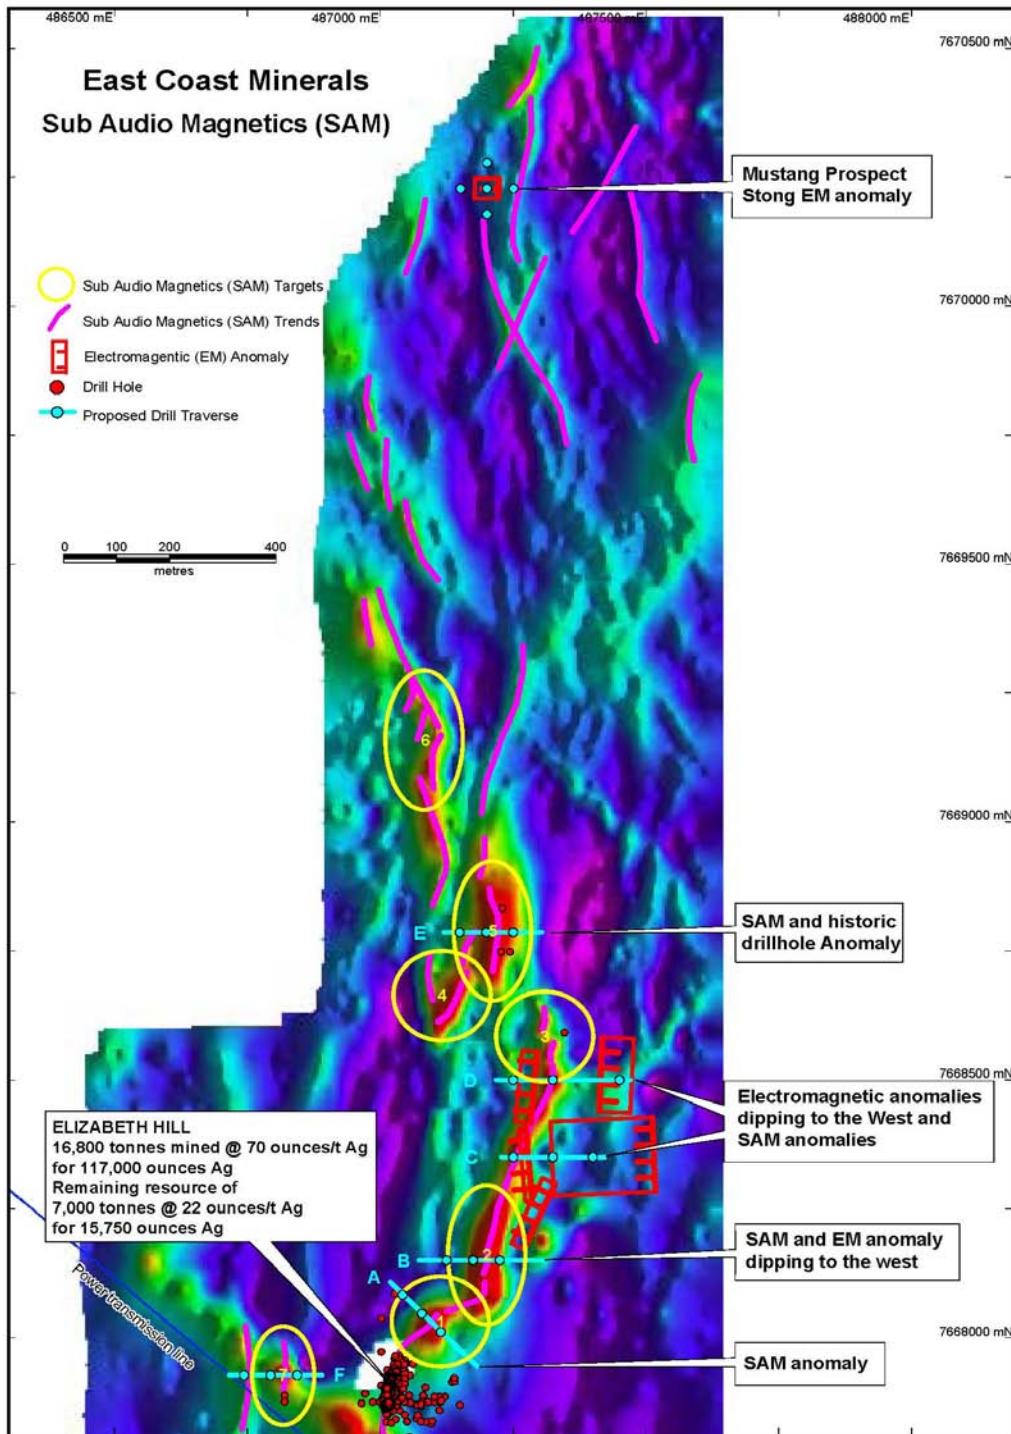 486500 mE
487000 mE
487500 mE
488000 mE
7670500 mN
East Coast Minerals
Sub Audio Magnetics (SAM)
Mustang Prospect
Stong EM anomaly
Sub Audio Magnetics (SAM) Targets
Sub Audio Magnetics (SAM) Trends
Electromagentic (EM) Anomaly
Drill Hole
Proposed Drill Traverse
7670000 mN
0 100 200 400
metres
7669500 mN
6
7669000 mN
E
5
SAM and historic
drillhole Anomaly
4
3
D
7668500 mN
Electromagnetic anomalies
dipping to the West and
SAM anomalies
C
ELIZABETH HILL
16,800 tonnes mined @ 70 ounces/t Ag
for 117,000 ounces Ag
Remaining resource of
7,000 tonnes @ 22 ounces/t Ag
for 15,750 ounces Ag
B
2
SAM and EM anomaly
dipping to the west
A
1
Power transmission line
7668000 mN
SAM anomaly
7
F